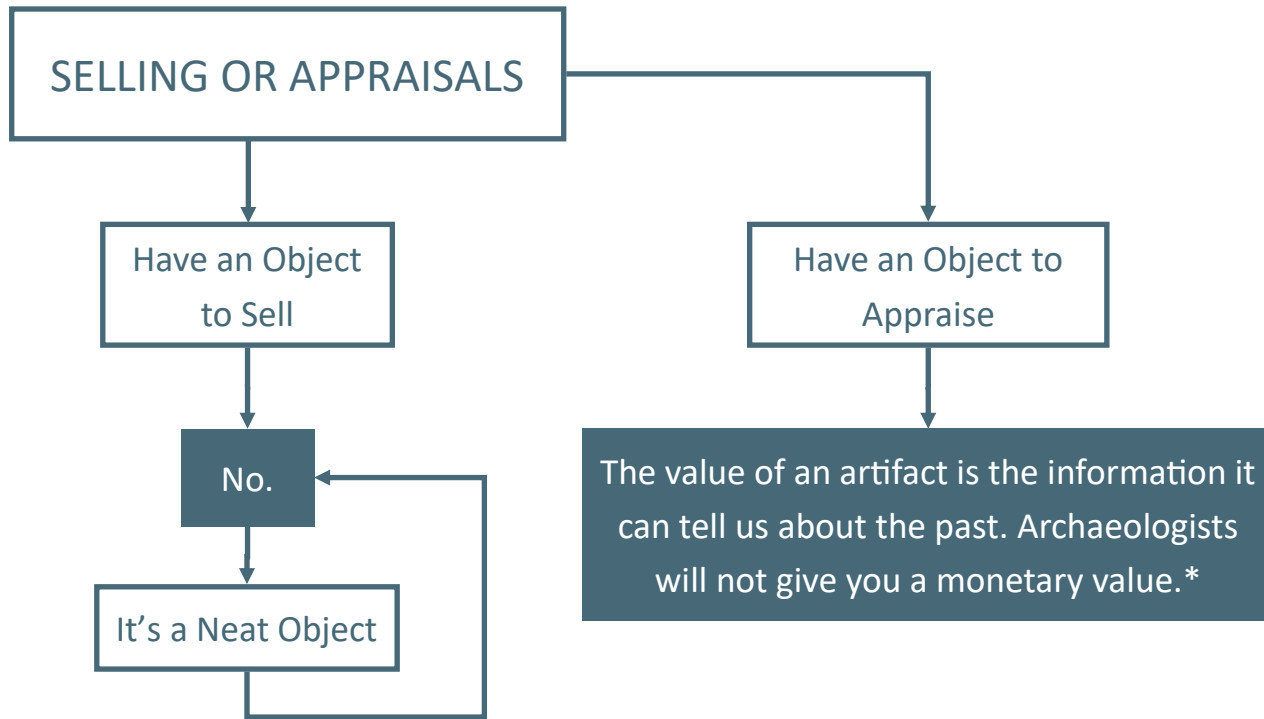 SELLING OR APPRAISALS
Have an Object
to Sell
No.
It's a Neat Object
Have an Object to
Appraise
The value of an artifact is the information it
can tell us about the past. Archaeologists
will not give you a monetary value.*